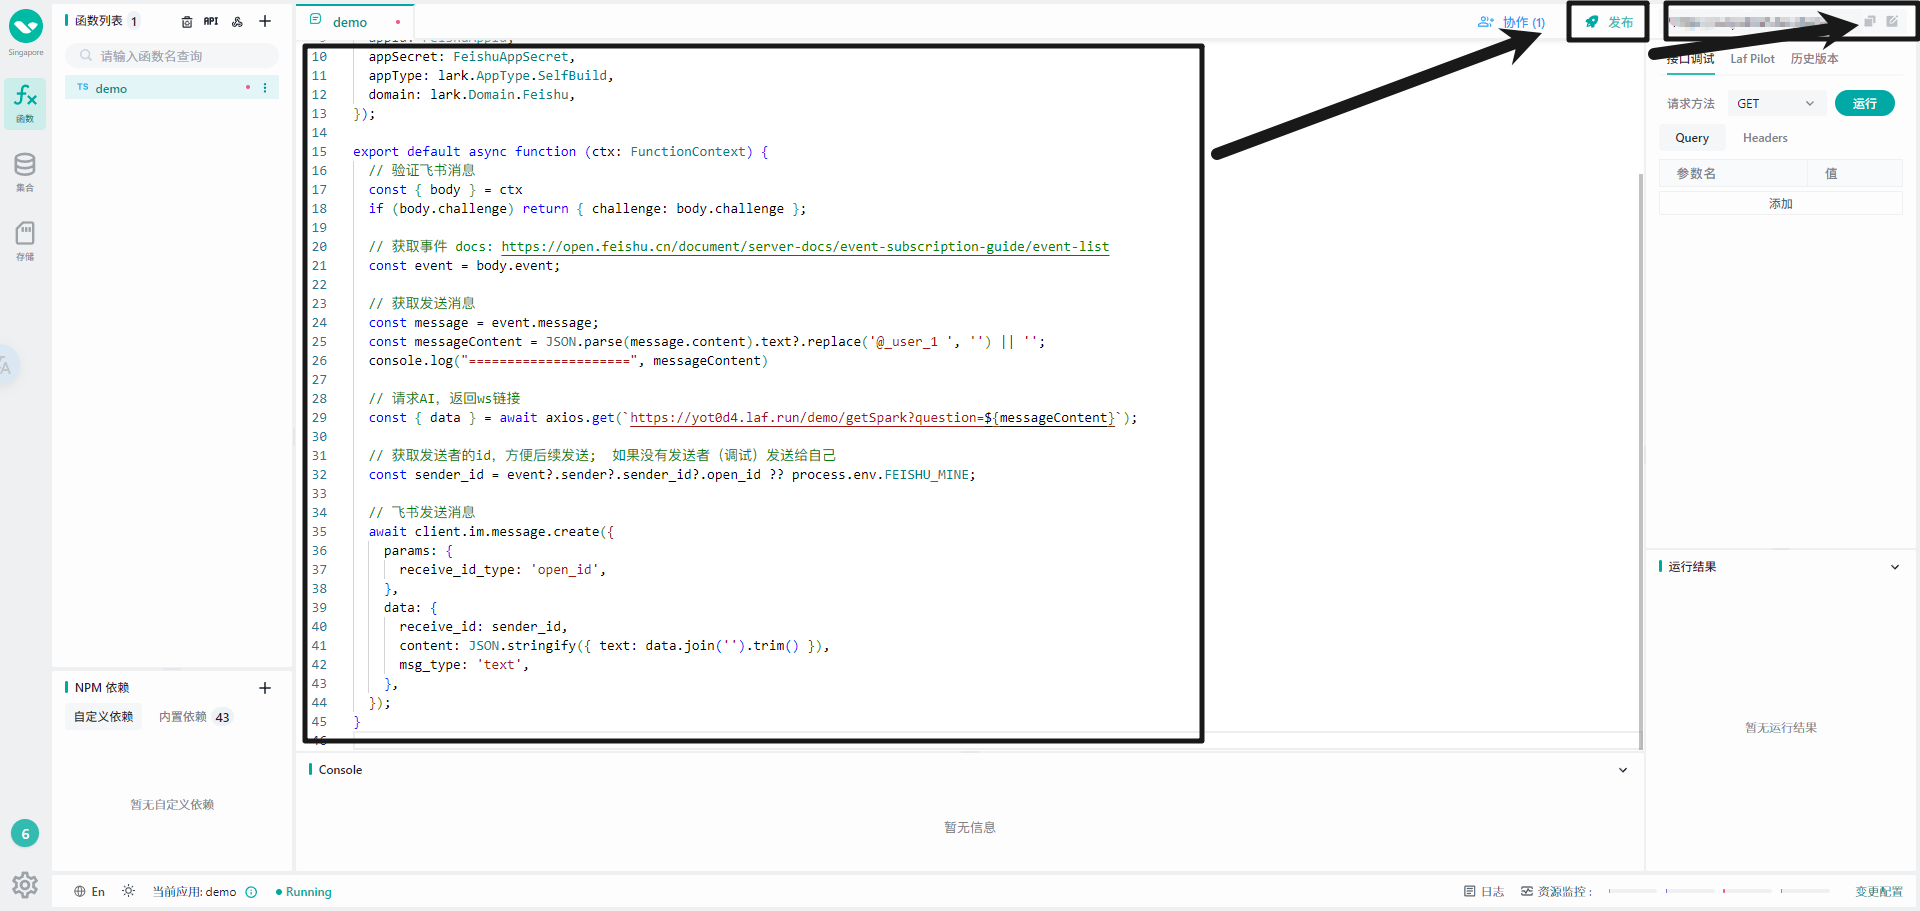 Singapore
函数
集合
存储
6
函数列表 1
API
请输入函数名查询
TS demo
NPM 依赖
自定义依赖
内置依赖 43
暂无自定义依赖
demo
协作 (1)
发布
10 appSecret: FeishuAppSecret,
11 appType: lark.AppType.SelfBuild,
12 domain: lark.Domain.Feishu,
13 });
14
15 export default async function (ctx: FunctionContext) {
16 // 验证飞书消息
17 const { body } = ctx
18 if (body.challenge) return { challenge: body.challenge };
19
20 // 获取事件 docs: https://open.feishu.cn/document/server-docs/event-subscription-guide/event-list
21 const event = body.event;
22
23 // 获取发送消息
24 const message = event.message;
25 const messageContent = JSON.parse(message.content).text?.replace('@_user_1 ', '') || '';
26 console.log("=====================", messageContent)
27
28 // 请求AI，返回ws链接
29 const { data } = await axios.get(`https://yot0d4.laf.run/demo/getSpark?question=${messageContent}`);
30
31 // 获取发送者的id，方便后续发送； 如果没有发送者（调试）发送给自己
32 const sender_id = event?.sender?.sender_id?.open_id ?? process.env.FEISHU_MINE;
33
34 // 飞书发送消息
35 await client.im.message.create({
36 params: {
37 receive_id_type: 'open_id',
38 },
39 data: {
40 receive_id: sender_id,
41 content: JSON.stringify({ text: data.join('').trim() }),
42 msg_type: 'text',
43 },
44 });
45 }
46
Console
暂无信息
接口调试 Laf Pilot 历史版本
请求方法 GET 运行
Query Headers
参数名 值
添加
运行结果
暂无运行结果
En 当前应用: demo Running
日志 资源监控 :
变更配置